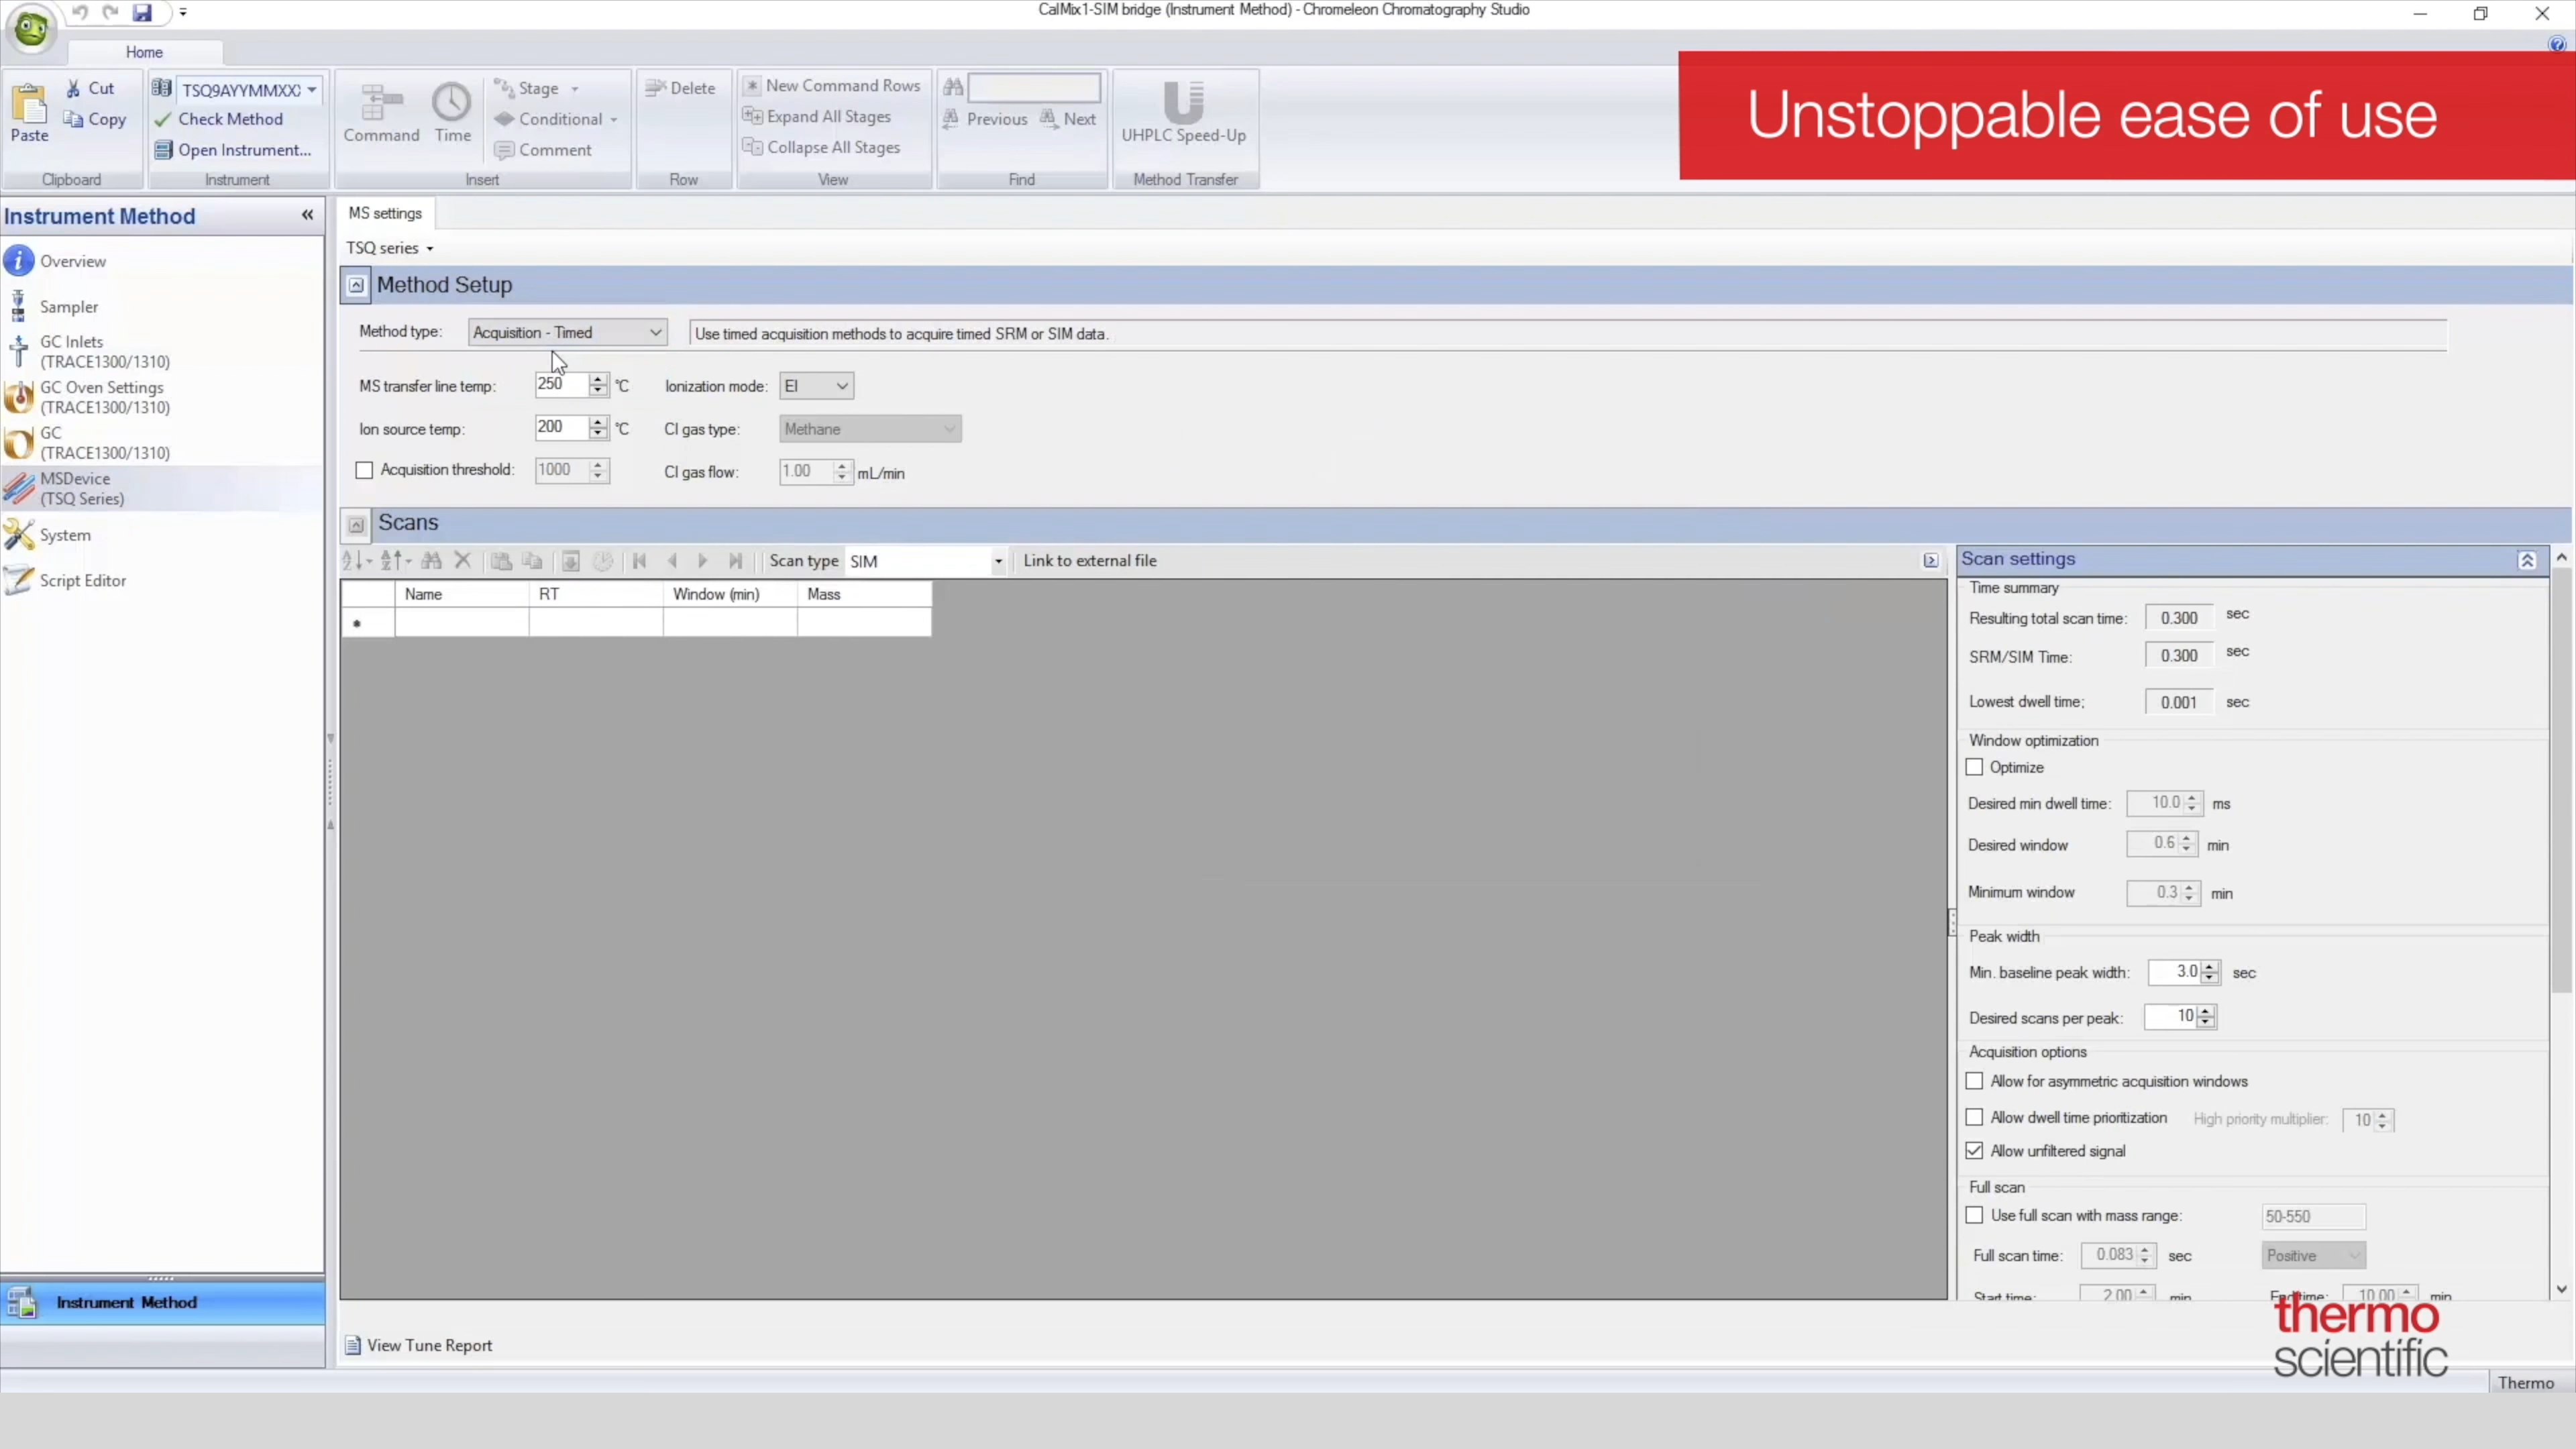 CalMix1-SIM bridge (Instrument Method) - Chromeleon Chromatography Studio
Home
Unstoppable ease of use
Paste
Cut
Copy
Clipboard
TSQ9AYYMMXX
Check Method
Open Instrument...
Instrument
Command
Time
Stage
Conditional
Comment
Insert
Delete
Row
New Command Rows
Expand All Stages
Collapse All Stages
View
Previous
Next
Find
UHPLC Speed-Up
Method Transfer
Instrument Method
Overview
Sampler
GC Inlets
(TRACE1300/1310)
GC Oven Settings
(TRACE1300/1310)
GC
(TRACE1300/1310)
MSDevice
(TSQ Series)
System
Script Editor
Instrument Method
MS settings
TSQ series
Method Setup
Method type: Acquisition - Timed Use timed acquisition methods to acquire timed SRM or SIM data.
MS transfer line temp: 250 °C Ionization mode: EI
Ion source temp: 200 °C CI gas type: Methane
Acquisition threshold: 1000 CI gas flow: 1.00 mL/min
Scans
Scan type SIM Link to external file
Name RT Window (min) Mass
Scan settings
Time summary
Resulting total scan time: 0.300 sec
SRM/SIM Time: 0.300 sec
Lowest dwell time; 0.001 sec
Window optimization
Optimize
Desired min dwell time: 10.0 ms
Desired window 0.6 min
Minimum window 0.3 min
Peak width
Min. baseline peak width: 3.0 sec
Desired scans per peak: 10
Acquisition options
Allow for asymmetric acquisition windows
Allow dwell time prioritization High priority multiplier: 10
Allow unfiltered signal
Full scan
Use full scan with mass range: 50-550
Full scan time: 0.083 sec Positive
Start time: 2.00 min End time: 10.00 min
View Tune Report
thermo
scientific
Thermo